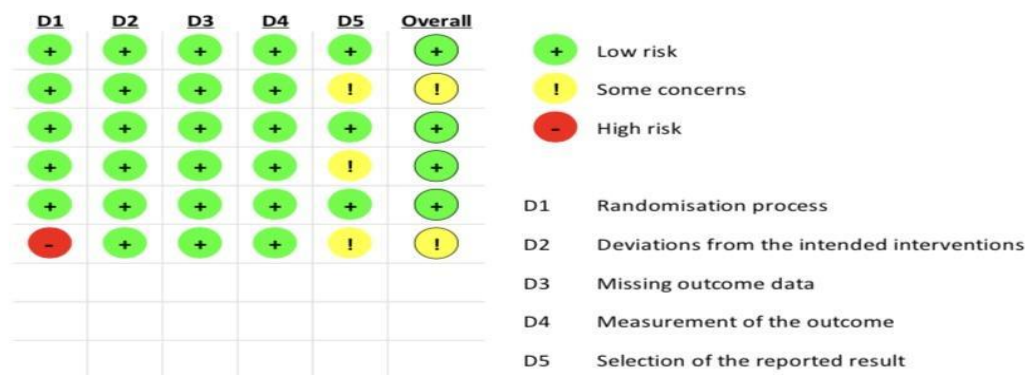 D1 D2 D3 D4 D5 Overall
+ + + + + +
+ + + + ! !
+ + + + + +
+ + + + ! +
+ + + + + +
- + + + ! !
+ Low risk
! Some concerns
- High risk
D1 Randomisation process
D2 Deviations from the intended interventions
D3 Missing outcome data
D4 Measurement of the outcome
D5 Selection of the reported result